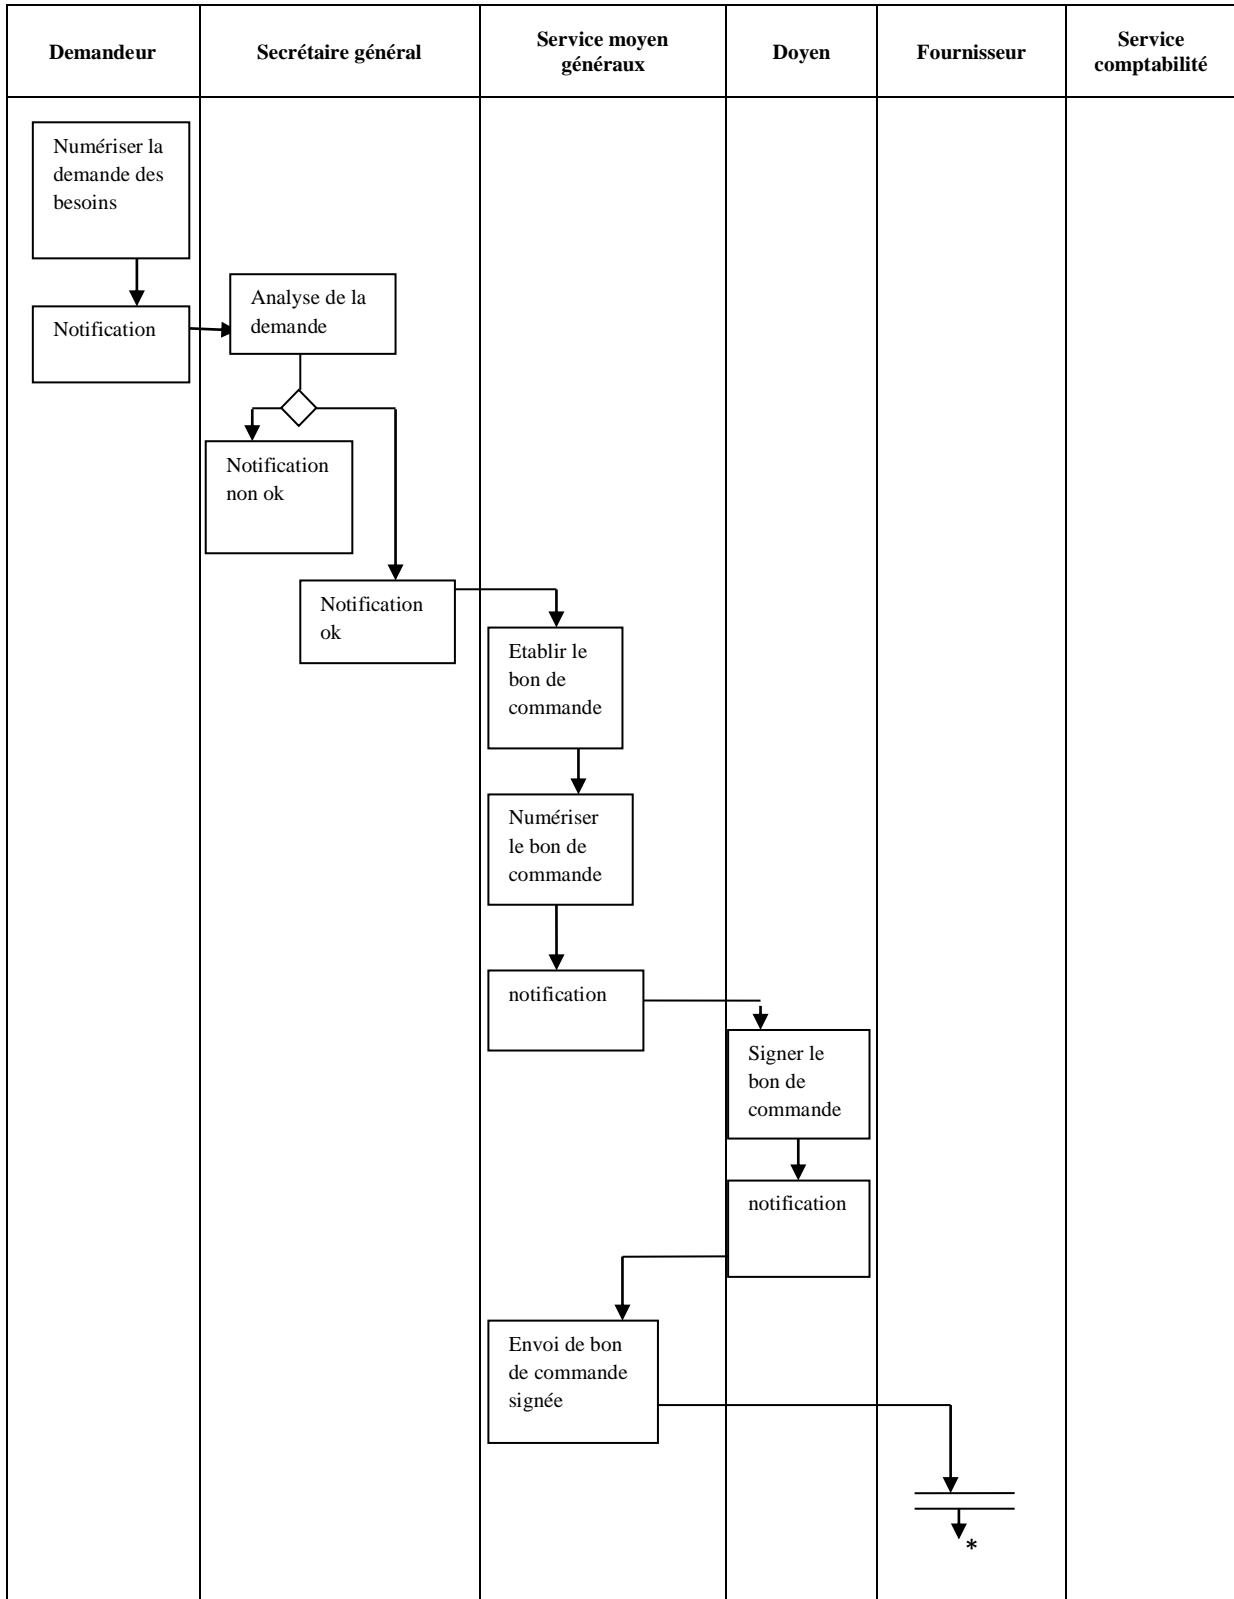 Demandeur
Secrétaire général
Service moyen
généraux
Doyen
Fournisseur
Service
comptabilité
Numériser la
demande des
besoins
Notification
Analyse de la
demande
Notification
non ok
Notification
ok
Etablir le
bon de
commande
Numériser
le bon de
commande
notification
Signer le
bon de
commande
notification
Envoi de bon
de commande
signée
*